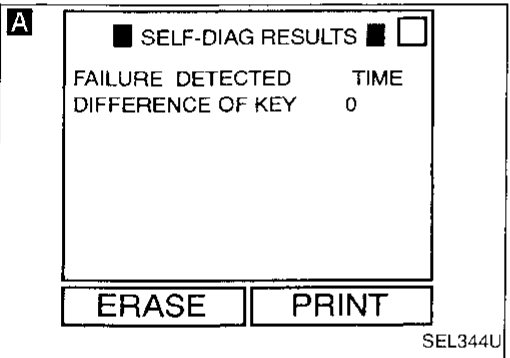 A
SELF-DIAG RESULTS
FAILURE DETECTED TIME
DIFFERENCE OF KEY 0
ERASE PRINT
SEL344U